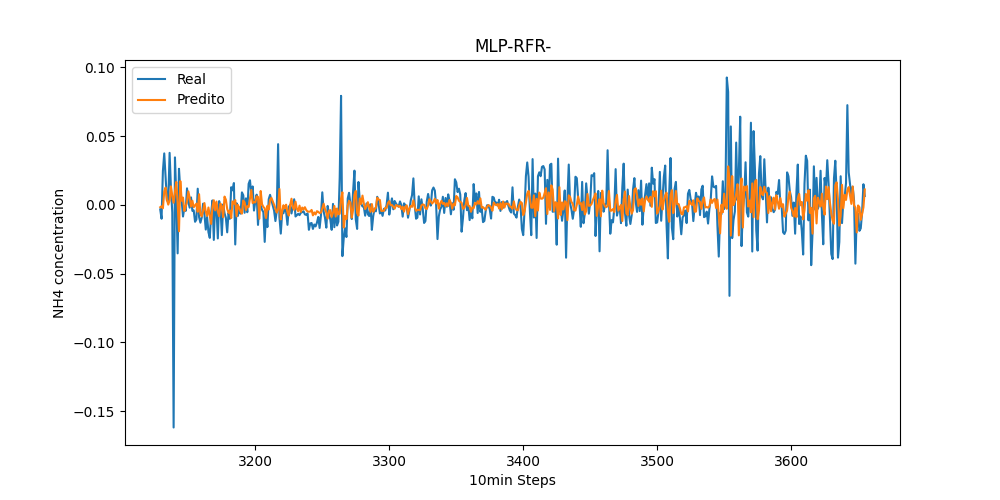 MLP-RFR-
Real
Predito
0.10
0.05
0.00
−0.05
−0.10
−0.15
NH4 concentration
3200 3300 3400 3500 3600
10min Steps